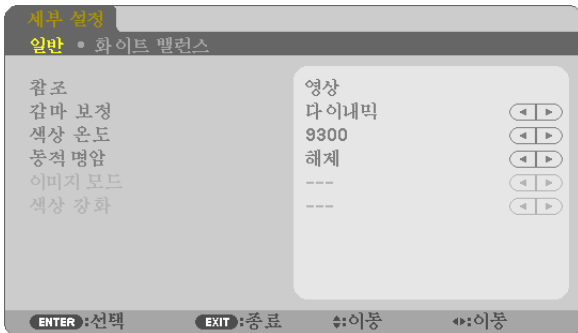 세부 설정
일반 • 화이트 밸런스
참조 영상
감마 보정 다이내믹
색상 온도 9300
동적 명암 해제
이미지 모드 ---
색상 강화 ---
ENTER :선택 EXIT :종료 :이동 :이동